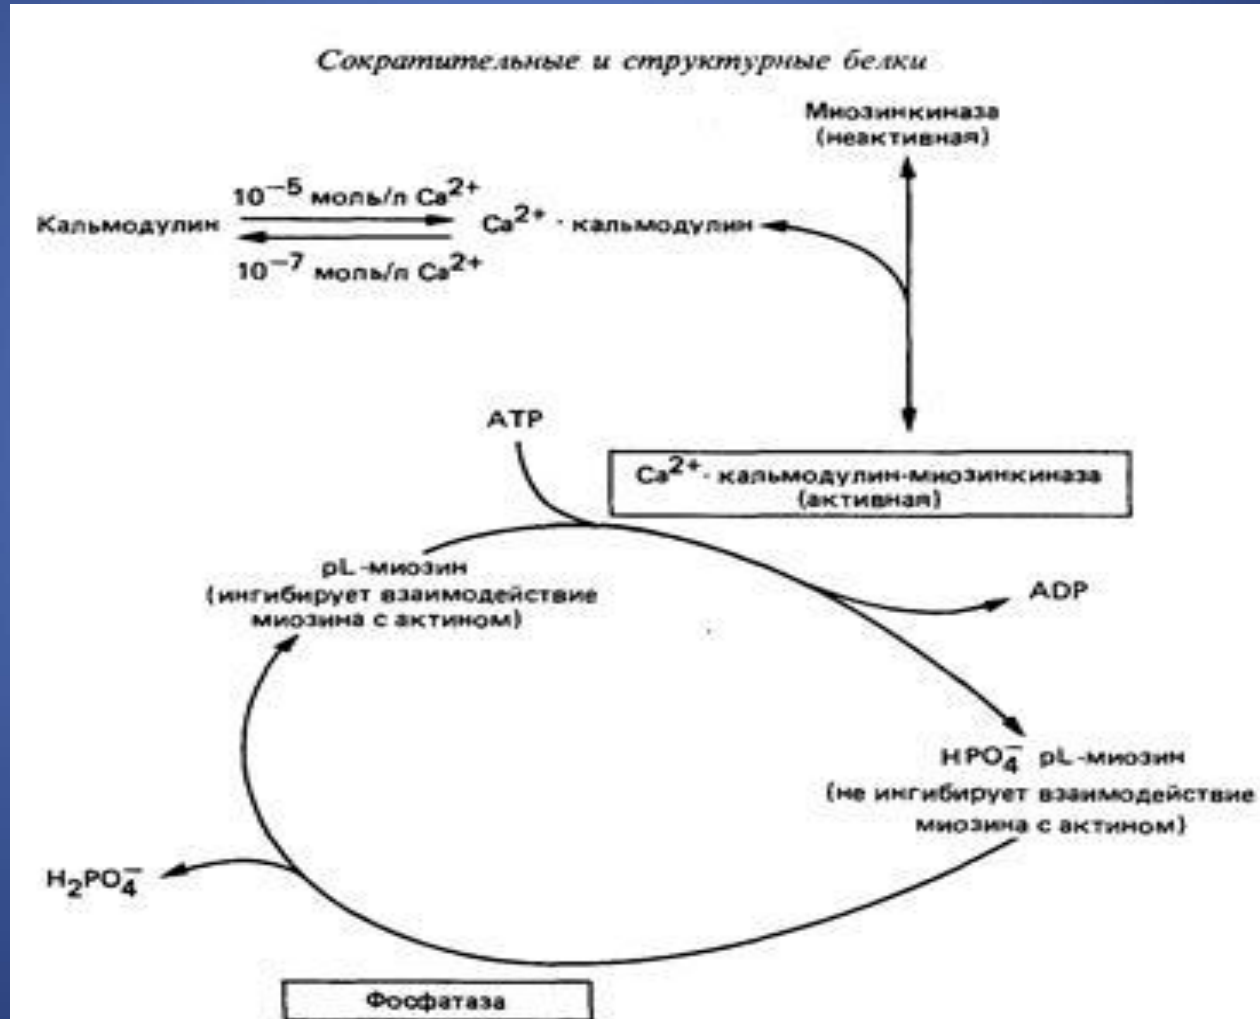 Сократительные и структурные белки
Миозинкиназа
(неактивная)
10⁻⁵ моль/л Ca²⁺
Кальмодулин
Ca²⁺ · кальмодулин
10⁻⁷ моль/л Ca²⁺
ATP
Ca²⁺ · кальмодулин-миозинкиназа
(активная)
pL-миозин
(ингибирует взаимодействие
миозина с актином)
ADP
HPO₄⁻ pL-миозин
(не ингибирует взаимодействие
миозина с актином)
H₂PO₄⁻
Фосфатаза